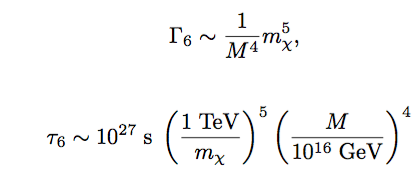 Γ₆ ∼ 1/M⁴ m_χ⁵,
τ₆ ∼ 10²⁷ s (1 TeV/m_χ)⁵ (M/10¹⁶ GeV)⁴